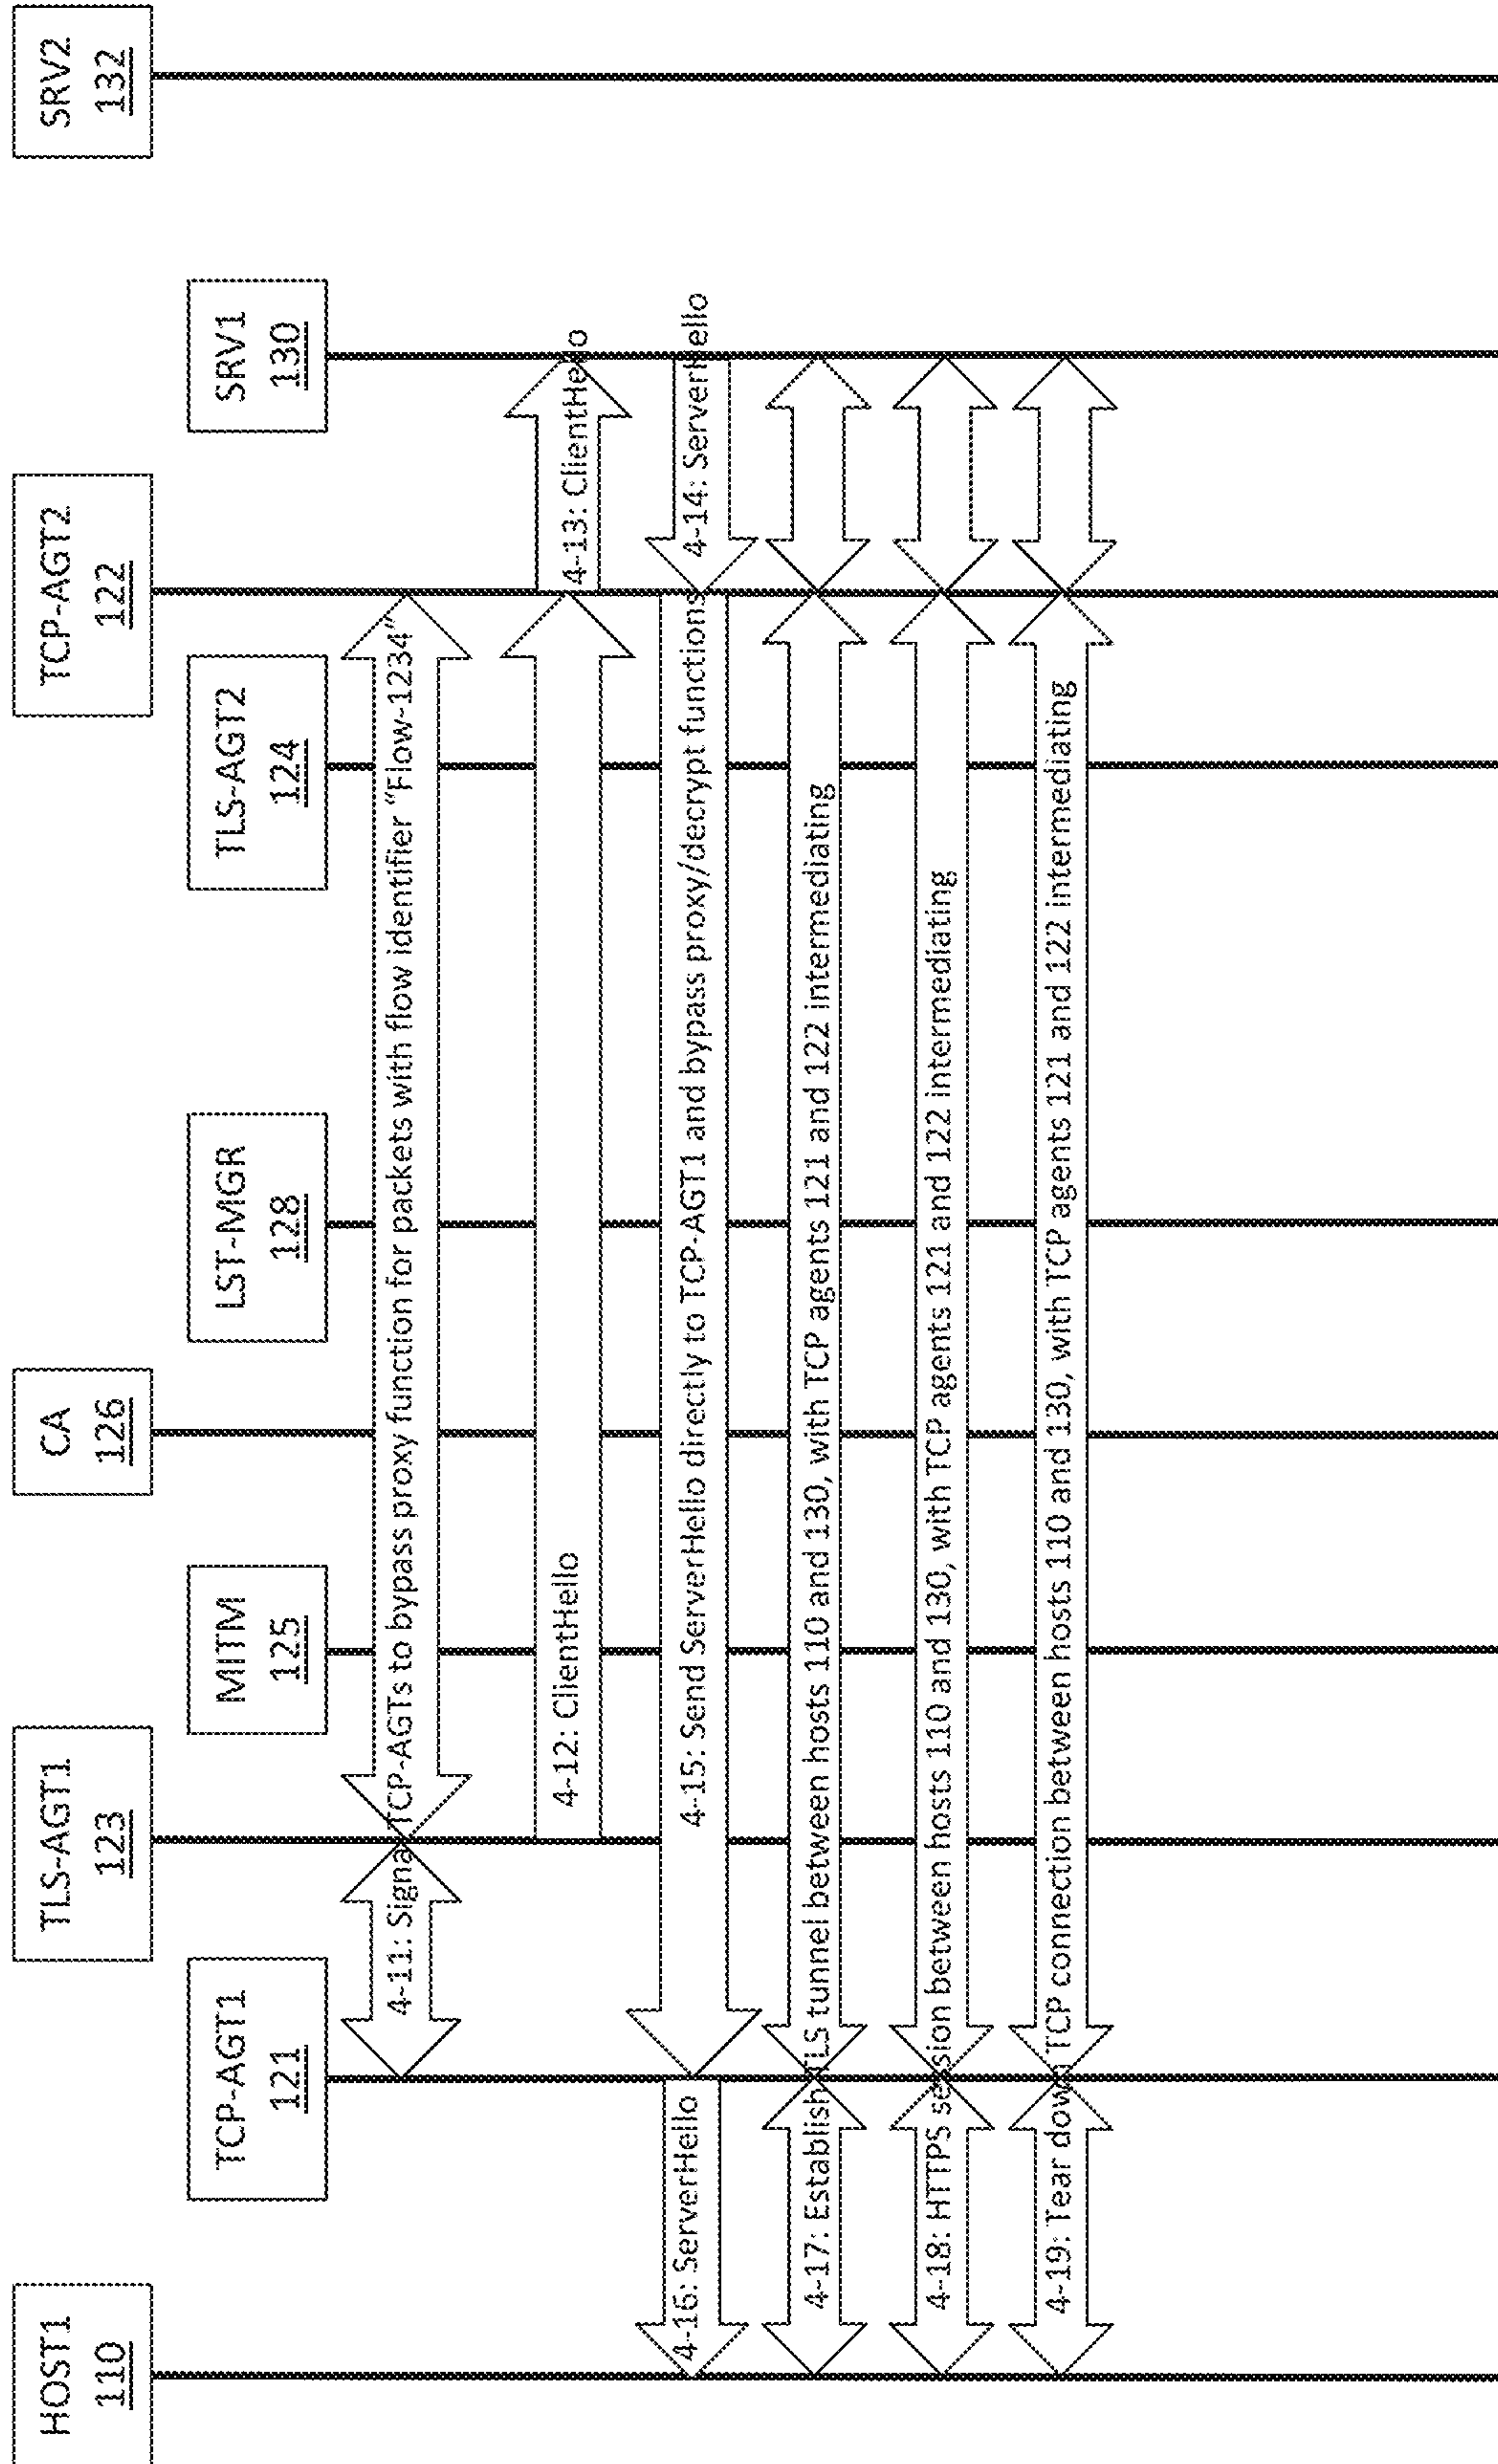 HOST1
110
TCP-AGT1
121
TLS-AGT1
123
MITM
125
CA
126
LST-MGR
128
TLS-AGT2
124
TCP-AGT2
122
SRV1
130
SRV2
132
4-11: Signal TCP-AGTs to bypass proxy function for packets with flow identifier “Flow-1234”
4-12: ClientHello
4-13: ClientHello
4-14: ServerHello
4-15: Send ServerHello directly to TCP-AGT1 and bypass proxy/decrypt functions
4-16: ServerHello
4-17: Establish TLS tunnel between hosts 110 and 130, with TCP agents 121 and 122 intermediating
4-18: HTTPS session between hosts 110 and 130, with TCP agents 121 and 122 intermediating
4-19: Tear down TCP connection between hosts 110 and 130, with TCP agents 121 and 122 intermediating